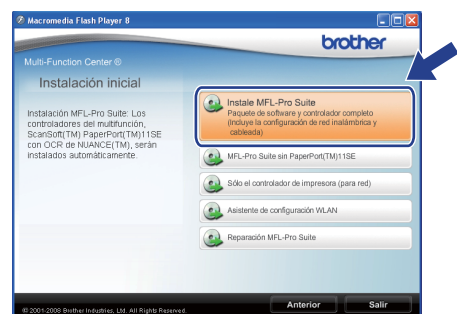 Macromedia Flash Player 8
brother
Multi-Function Center ®
Instalación inicial
Instalación MFL-Pro Suite: Los
controladores del multifunción,
ScanSoft(TM) PaperPort(TM)11SE
con OCR de NUANCE(TM), serán
instalados automáticamente.
Instale MFL-Pro Suite
Paquete de software y controlador completo
(Incluye la configuración de red inalámbrica y
cableada)
MFL-Pro Suite sin PaperPort(TM)11SE
Sólo el controlador de impresora (para red)
Asistente de configuración WLAN
Reparación MFL-Pro Suite
© 2001-2008 Brother Industries, Ltd. All Rights Reserved.
Anterior
Salir